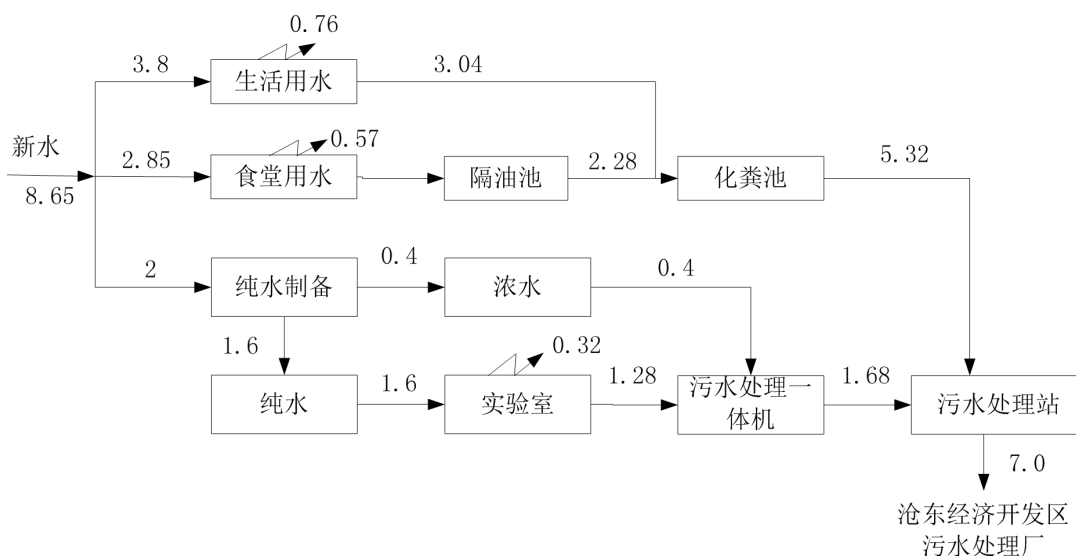 0.76
3.8
生活用水
3.04
新水
8.65
2.85
食堂用水
0.57
隔油池
2.28
化粪池
5.32
2
纯水制备
0.4
浓水
0.4
1.6
纯水
1.6
实验室
0.32
1.28
污水处理一
体机
1.68
污水处理站
7.0
沧东经济开发区
污水处理厂